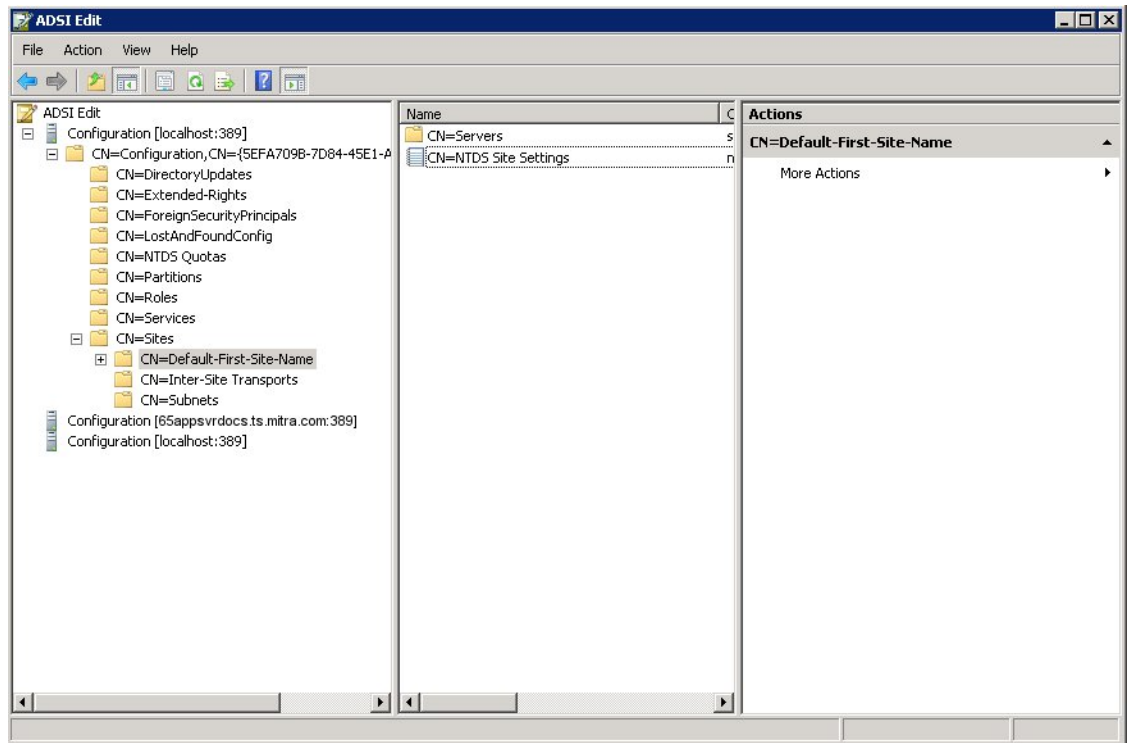 ADSI Edit
File Action View Help
ADSI Edit
Configuration [localhost:389]
CN=Configuration,CN={5EFA709B-7D84-45E1-A
CN=DirectoryUpdates
CN=Extended-Rights
CN=ForeignSecurityPrincipals
CN=LostAndFoundConfig
CN=NTDS Quotas
CN=Partitions
CN=Roles
CN=Services
CN=Sites
CN=Default-First-Site-Name
CN=Inter-Site Transports
CN=Subnets
Configuration [65appsvrdocs.ts.mitra.com:389]
Configuration [localhost:389]
Name C
CN=Servers s
CN=NTDS Site Settings n
Actions
CN=Default-First-Site-Name
More Actions